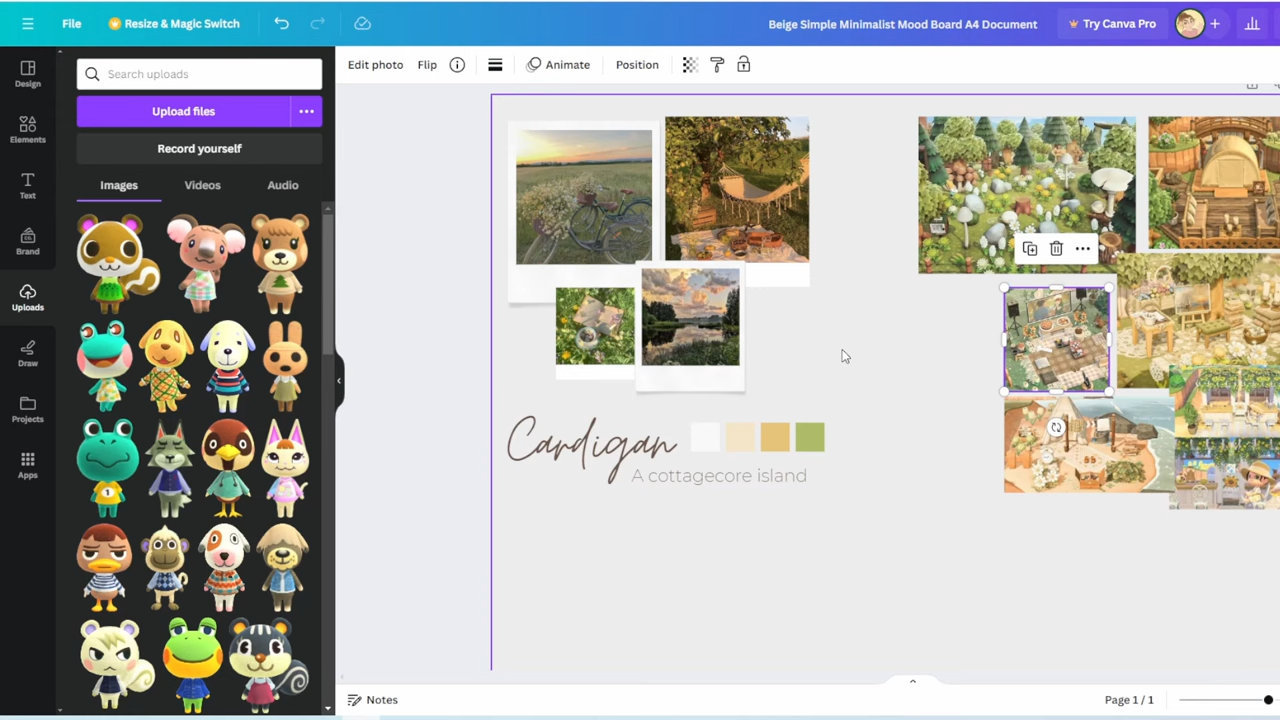 File
Resize & Magic Switch
Beige Simple Minimalist Mood Board A4 Document
Try Canva Pro
Design
Elements
Text
Brand
Uploads
Draw
Projects
Apps
Search uploads
Upload files
Record yourself
Images
Videos
Audio
Edit photo
Flip
Animate
Position
1
Cardigan
A cottagecore island
Notes
Page 1 / 1